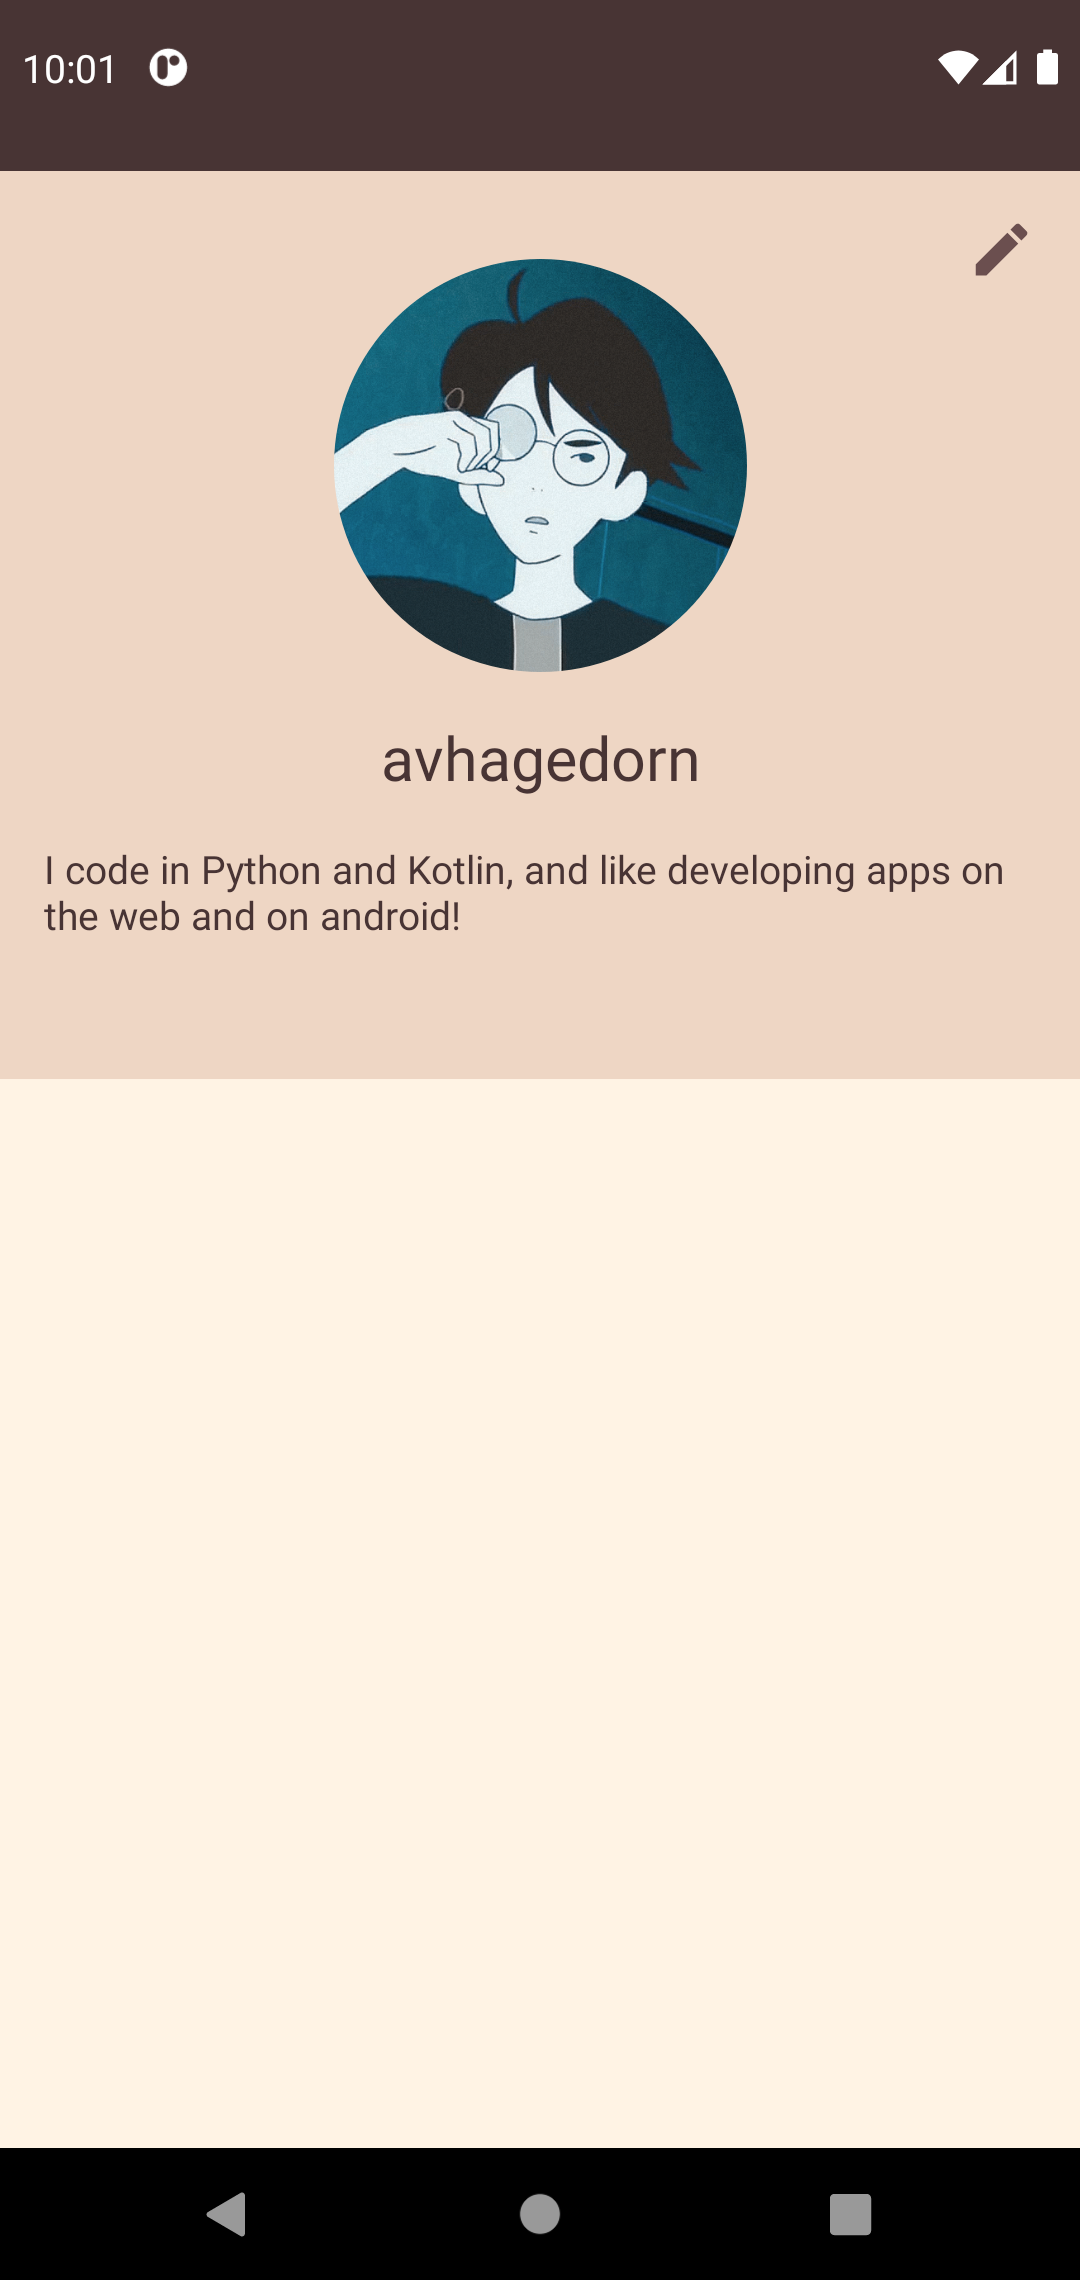 10:01
avhagedorn
I code in Python and Kotlin, and like developing apps on
the web and on android!